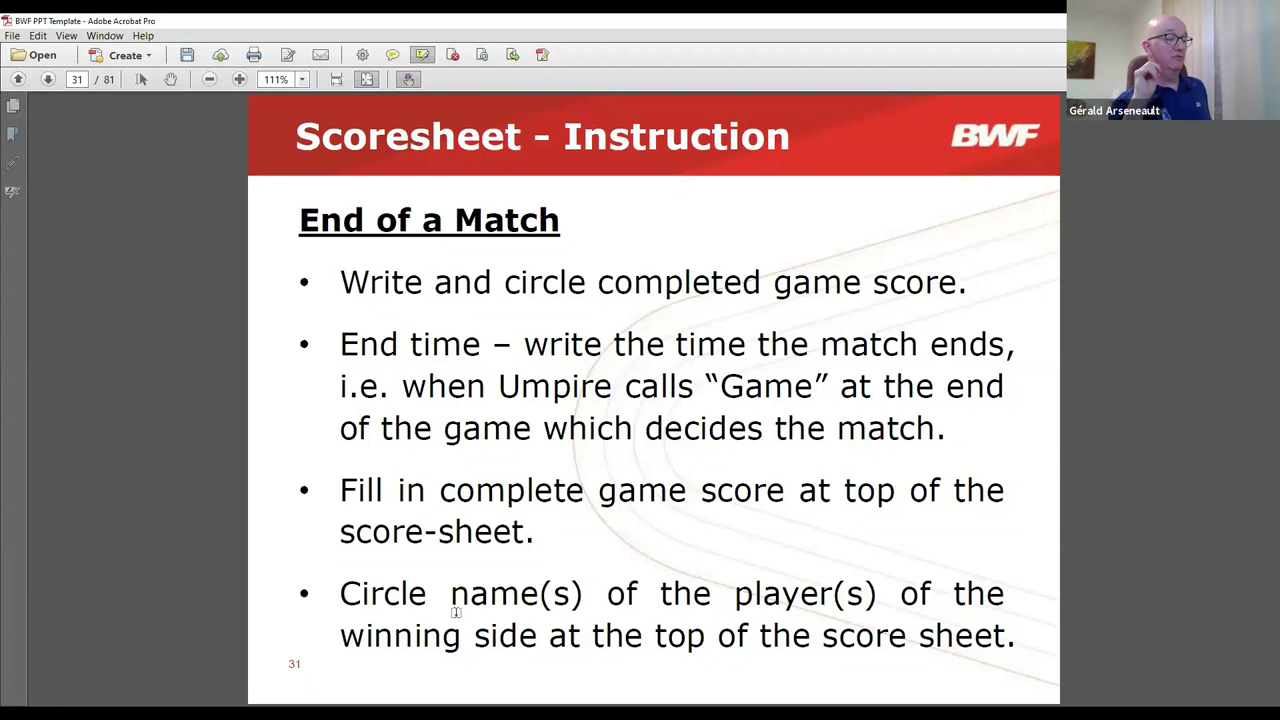 BWF PPT Template - Adobe Acrobat Pro
File Edit View Window Help
Open Create
31 / 81 111%
Gérald Arseneault
Scoresheet - Instruction BWF
End of a Match
• Write and circle completed game score.
• End time – write the time the match ends,
i.e. when Umpire calls “Game” at the end
of the game which decides the match.
• Fill in complete game score at top of the
score-sheet.
• Circle name(s) of the player(s) of the
winning side at the top of the score sheet.
31